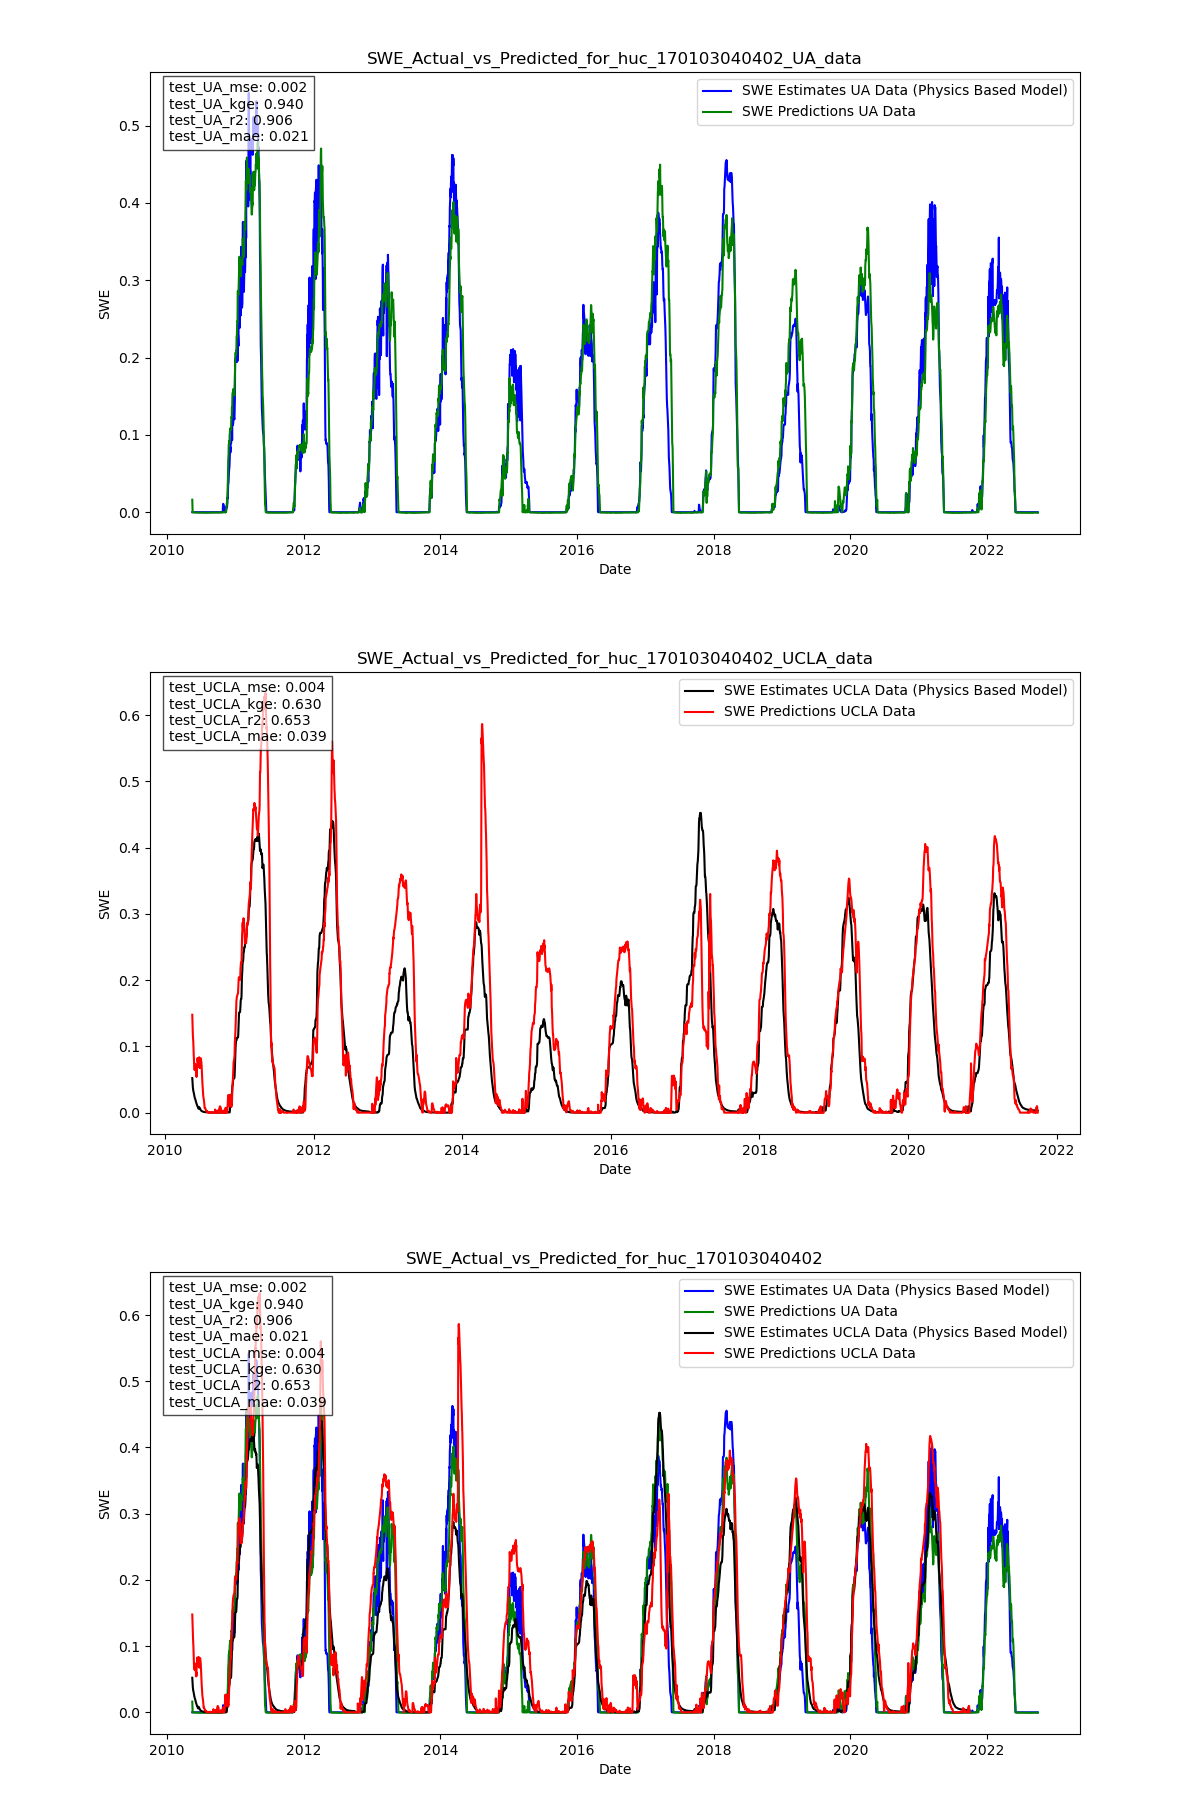 SWE_Actual_vs_Predicted_for_huc_170103040402_UA_data
test_UA_mse: 0.002
test_UA_kge: 0.940
test_UA_r2: 0.906
test_UA_mae: 0.021
SWE Estimates UA Data (Physics Based Model)
SWE Predictions UA Data
0.5
0.4
0.3
0.2
0.1
0.0
SWE
2010 2012 2014 2016 2018 2020 2022
Date
SWE_Actual_vs_Predicted_for_huc_170103040402_UCLA_data
test_UCLA_mse: 0.004
test_UCLA_kge: 0.630
test_UCLA_r2: 0.653
test_UCLA_mae: 0.039
SWE Estimates UCLA Data (Physics Based Model)
SWE Predictions UCLA Data
0.6
0.5
0.4
0.3
0.2
0.1
0.0
SWE
2010 2012 2014 2016 2018 2020 2022
Date
SWE_Actual_vs_Predicted_for_huc_170103040402
test_UA_mse: 0.002
test_UA_kge: 0.940
test_UA_r2: 0.906
test_UA_mae: 0.021
test_UCLA_mse: 0.004
test_UCLA_kge: 0.630
test_UCLA_r2: 0.653
test_UCLA_mae: 0.039
SWE Estimates UA Data (Physics Based Model)
SWE Predictions UA Data
SWE Estimates UCLA Data (Physics Based Model)
SWE Predictions UCLA Data
0.6
0.5
0.4
0.3
0.2
0.1
0.0
SWE
2010 2012 2014 2016 2018 2020 2022
Date